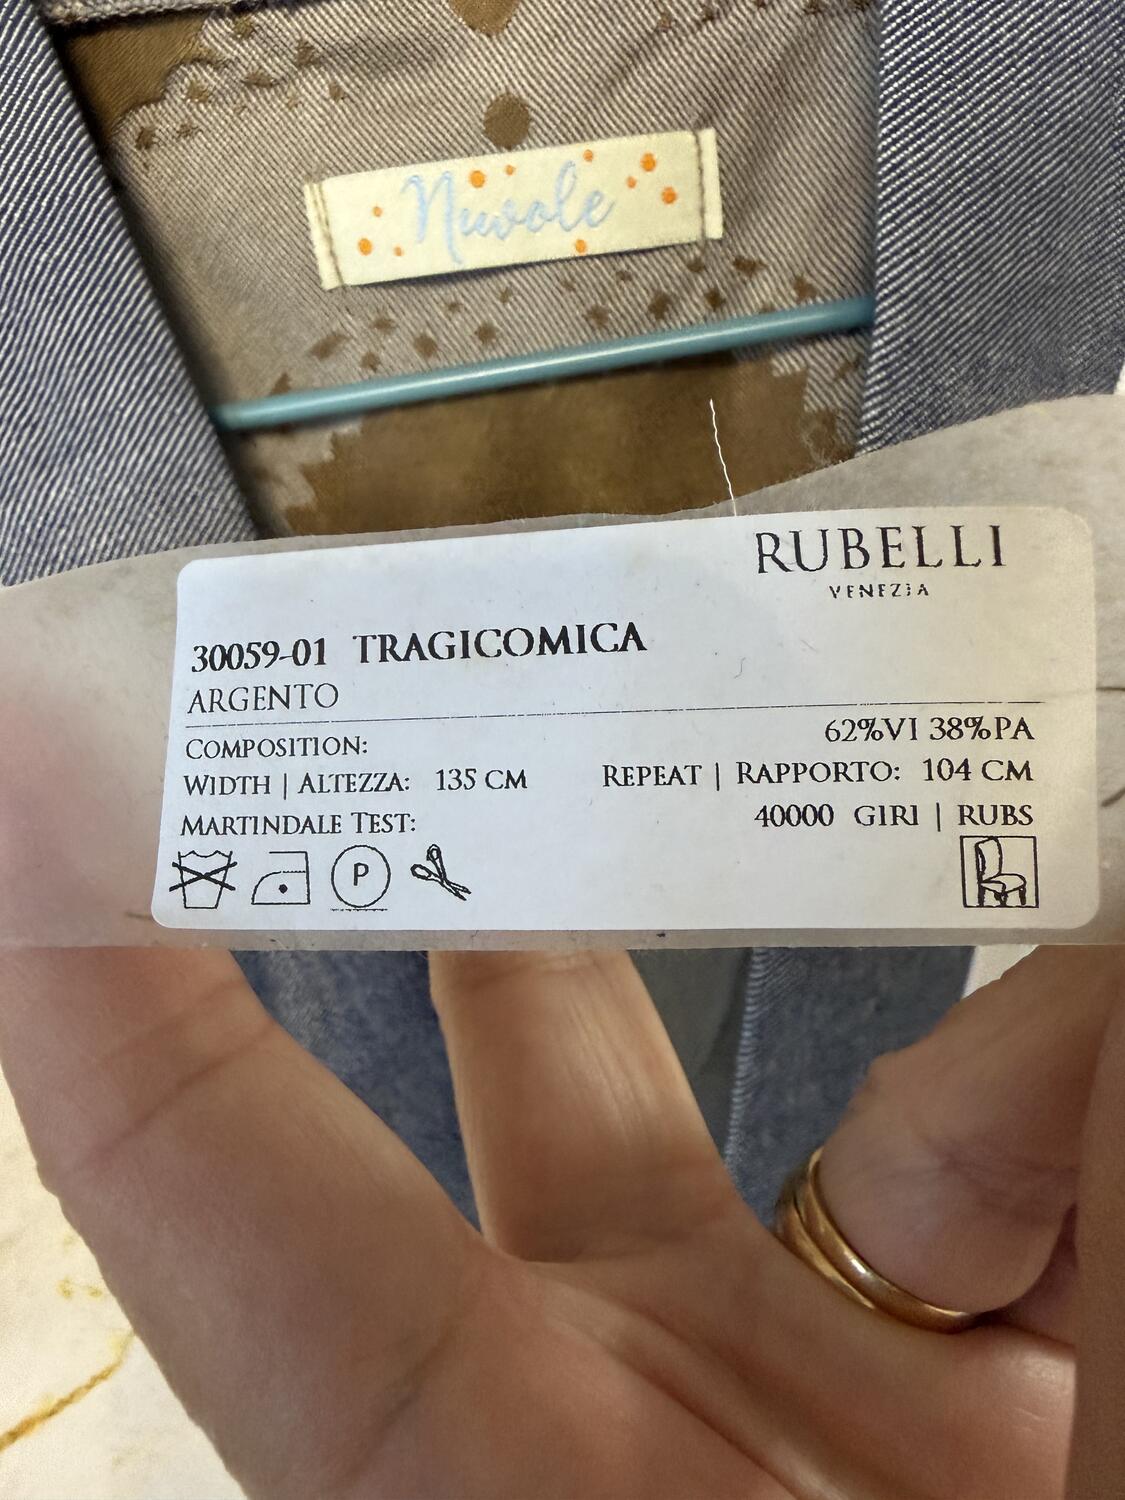 Nuvole
RUBELLI
VENEZIA
30059-01 TRAGICOMICA
ARGENTO
COMPOSITION: 62%VI 38%PA
WIDTH | ALTEZZA: 135 CM REPEAT | RAPPORTO: 104 CM
MARTINDALE TEST: 40000 GIRI | RUBS
P